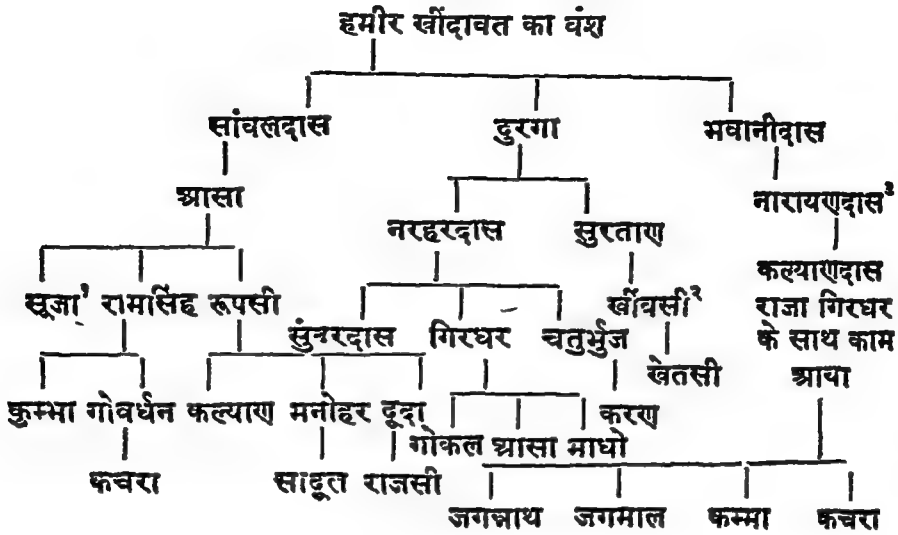 हमीर खींदावत का वंश
सांवलदास दुरगा भवानीदास
आसा नारायणदास³
नरहरदास सुरताण
कल्याणदास
सूजा¹ रामसिंह रूपसी खींवसी² राजा गिरधर
सुंदरदास गिरधर चतुर्भुज के साथ काम
खेतसी आया
कुम्भा गोवर्धन कल्याण मनोहर दूदा करण
गोकल आसा माधो
कचरा सादूत राजसी
जगन्नाथ जगमाल कम्मा कचरा